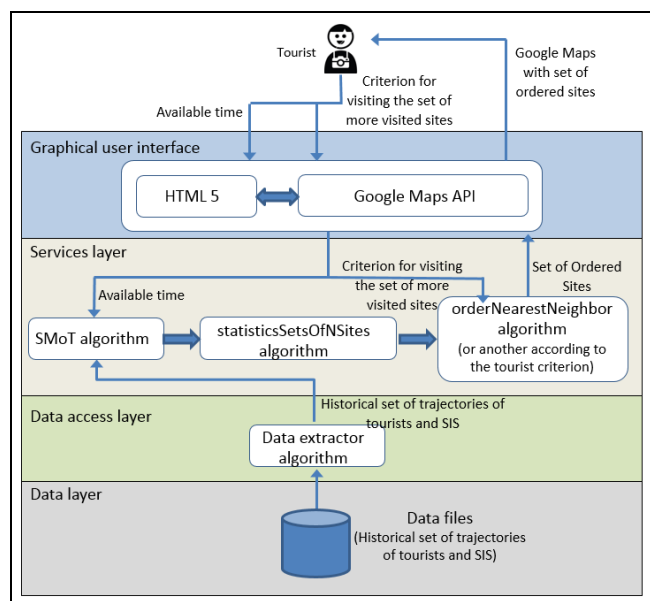 Tourist
Google Maps
with set of
ordered sites
Criterion for
visiting the set of
more visited sites
Available time
Graphical user interface
HTML 5
Google Maps API
Services layer
Criterion for visiting
the set of more
visited sites
Set of Ordered
Sites
Available time
SMoT algorithm
statisticsSetsOfNSites
algorithm
orderNearestNeighbor
algorithm
(or another according to
the tourist criterion)
Historical set of trajectories of
tourists and SIS
Data access layer
Data extractor
algorithm
Data layer
Data files
(Historical set of trajectories
of tourists and SIS)